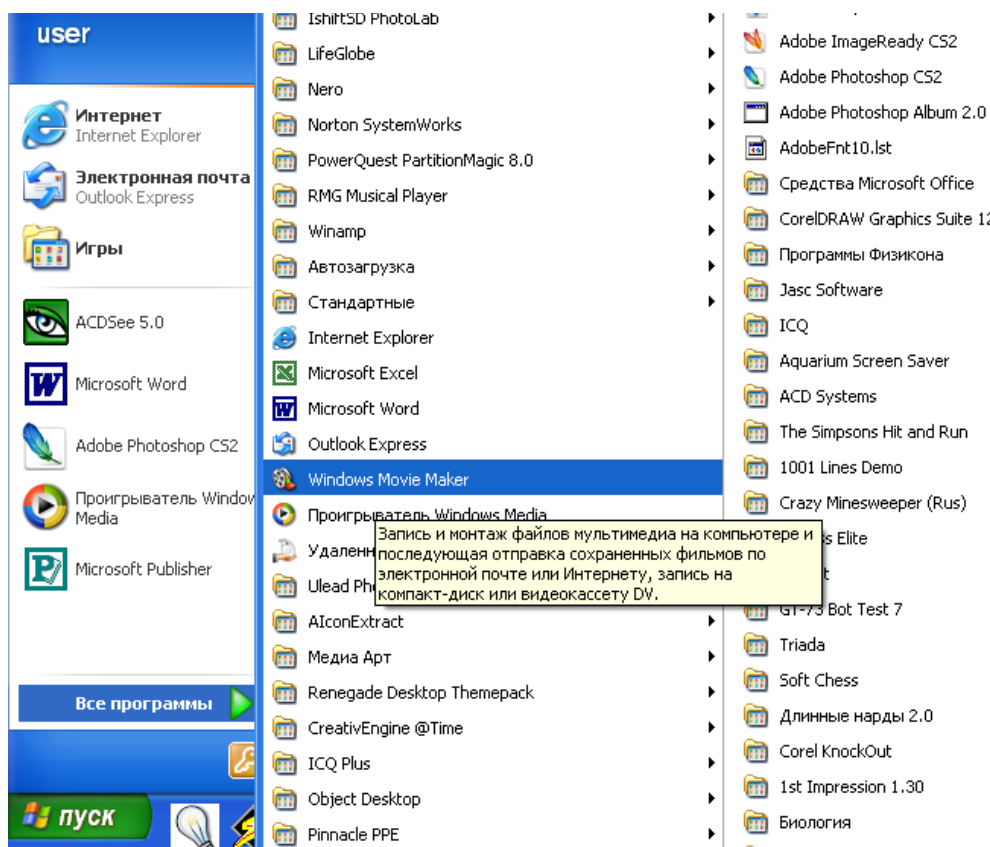 user
Интернет
Internet Explorer
Электронная почта
Outlook Express
Игры
ACDSee 5.0
Microsoft Word
Adobe Photoshop CS2
Проигрыватель Window
Media
Microsoft Publisher
Все программы
пуск
IshiftSD PhotoLab
LifeGlobe
Nero
Norton SystemWorks
PowerQuest PartitionMagic 8.0
RMG Musical Player
Winamp
Автозагрузка
Стандартные
Internet Explorer
Microsoft Excel
Microsoft Word
Outlook Express
Windows Movie Maker
Проигрыватель Windows Media
Удаленн
Ulead Pho
Запись и монтаж файлов мультимедиа на компьютере и
последующая отправка сохраненных фильмов по
электронной почте или Интернету, запись на
компакт-диск или видеокассету DV.
AIconExtract
Медиа Арт
Renegade Desktop Themepack
CreativEngine @Time
ICQ Plus
Object Desktop
Pinnacle PPE
Adobe ImageReady CS2
Adobe Photoshop CS2
Adobe Photoshop Album 2.0
AdobeFnt10.lst
Средства Microsoft Office
CorelDRAW Graphics Suite 12
Программы Физикона
Jasc Software
ICQ
Aquarium Screen Saver
ACD Systems
The Simpsons Hit and Run
1001 Lines Demo
Crazy Minesweeper (Rus)
s Elite
t
GT-73 Bot Test 7
Triada
Soft Chess
Длинные нарды 2.0
Corel KnockOut
1st Impression 1.30
Биология